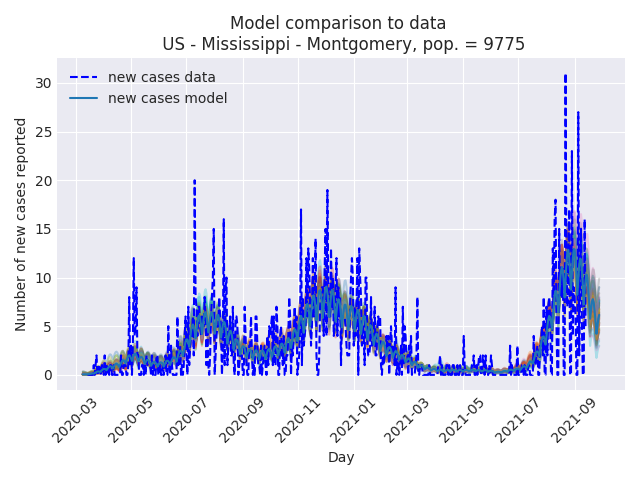 Model comparison to data
US - Mississippi - Montgomery, pop. = 9775
new cases data
new cases model
Number of new cases reported
30
25
20
15
10
5
0
2020-03
2020-05
2020-07
2020-09
2020-11
2021-01
2021-03
2021-05
2021-07
2021-09
Day